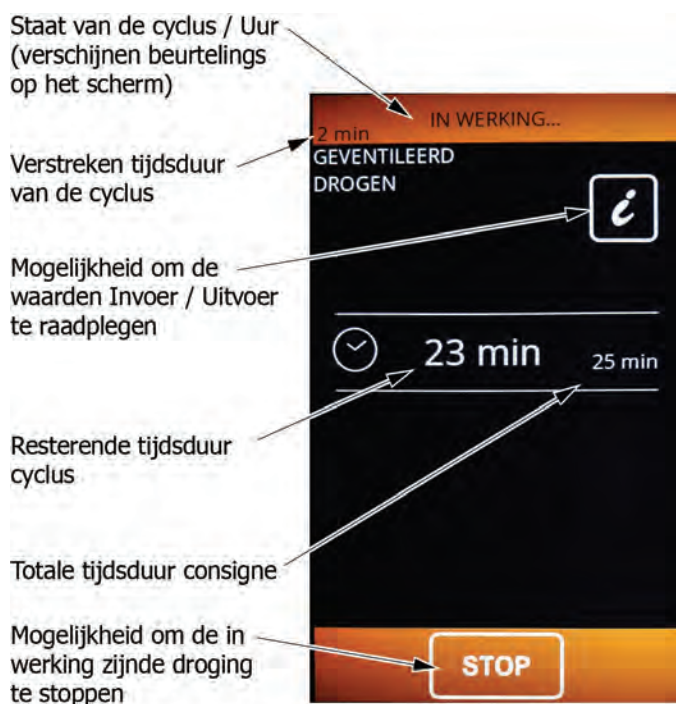 Staat van de cyclus / Uur
(verschijnen beurtelings
op het scherm)
IN WERKING...
2 min
Verstreken tijdsduur
van de cyclus
GEVENTILEERD
DROGEN
i
Mogelijkheid om de
waarden Invoer / Uitvoer
te raadplegen
23 min
25 min
Resterende tijdsduur
cyclus
Totale tijdsduur consigne
Mogelijkheid om de in
werking zijnde droging
te stoppen
STOP